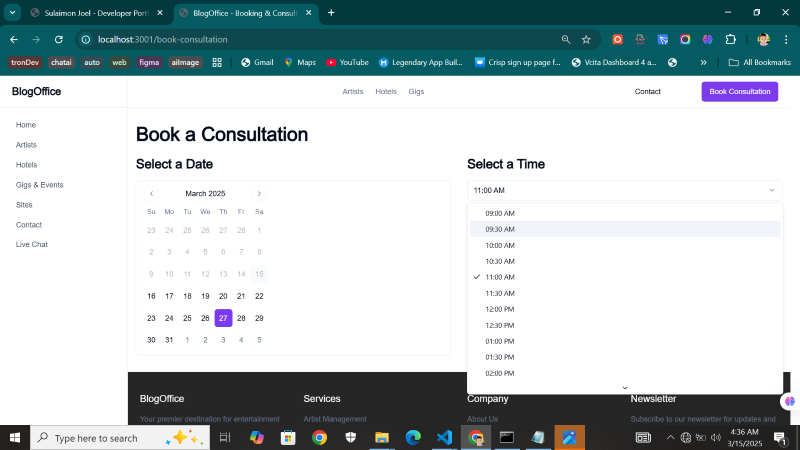 Sulaimon Joel - Developer Portf
BlogOffice - Booking & Consult
localhost:3001/book-consultation
tronDev
chatai
auto
web
figma
aiImage
Gmail
Maps
YouTube
Legendary App Buil...
Crisp sign up page f...
Vcita Dashboard 4 a...
All Bookmarks
BlogOffice
Artists
Hotels
Gigs
Contact
Book Consultation
Home
Artists
Hotels
Gigs & Events
Sites
Contact
Live Chat
Book a Consultation
Select a Date
March 2025
Su Mo Tu We Th Fr Sa
23 24 25 26 27 28 1
2 3 4 5 6 7 8
9 10 11 12 13 14 15
16 17 18 19 20 21 22
23 24 25 26 27 28 29
30 31 1 2 3 4 5
Select a Time
11:00 AM
09:00 AM
09:30 AM
10:00 AM
10:30 AM
11:00 AM
11:30 AM
12:00 PM
12:30 PM
01:00 PM
01:30 PM
02:00 PM
BlogOffice
Your premier destination for entertainment
Services
Artist Management
Company
About Us
Newsletter
Subscribe to our newsletter for updates and
Type here to search
4:36 AM
3/15/2025
1